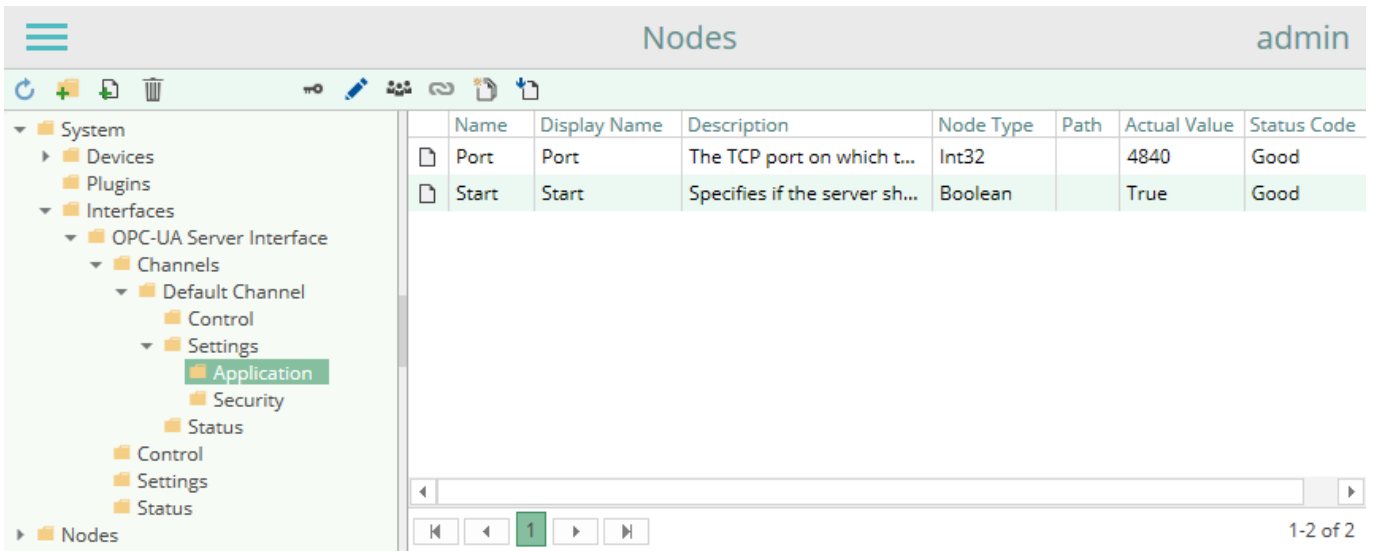 Nodes
admin
System
Devices
Plugins
Interfaces
OPC-UA Server Interface
Channels
Default Channel
Control
Settings
Application
Security
Status
Control
Settings
Status
Nodes
Name Display Name Description Node Type Path Actual Value Status Code
Port Port The TCP port on which t... Int32 4840 Good
Start Start Specifies if the server sh... Boolean True Good
1
1-2 of 2